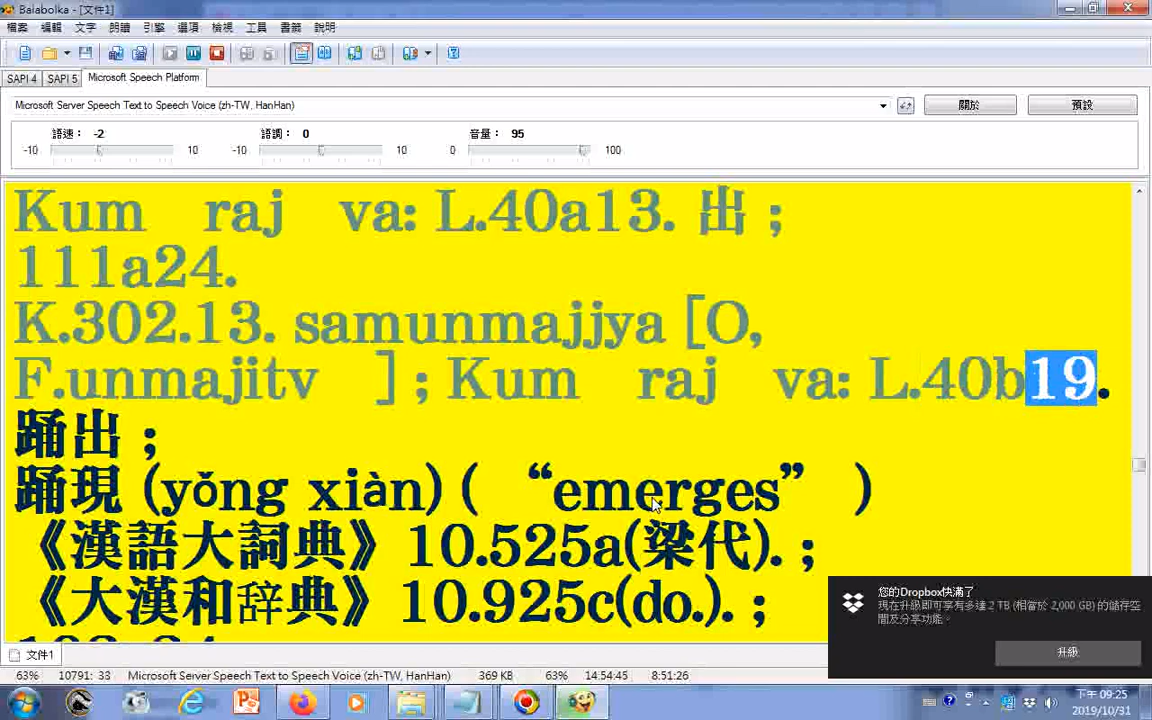 Balabolka - [文件1]
檔案 編輯 文字 朗讀 引擎 選項 檢視 工具 書籤 說明
SAPI 4 SAPI 5 Microsoft Speech Platform
Microsoft Server Speech Text to Speech Voice (zh-TW, HanHan) 關於 預設
語速: -2 語調: 0 音量: 95
-10 10 -10 10 0 100
Kum raj va: L.40a13. 出 ;
111a24.
K.302.13. samunmajjya [O,
F.unmajitv ] ; Kum raj va: L.40b19.
踊出 ;
踊現 (yǒng xiàn) ( “emerges” )
《漢語大詞典》 10.525a(梁代). ;
《大漢和辞典》 10.925c(do.). ;
您的Dropbox快滿了
現在升級即可享有多達 2 TB (相當於 2,000 GB) 的儲存空
間及分享功能。
升級
文件1
63% 10791: 33 Microsoft Server Speech Text to Speech Voice (zh-TW, HanHan) 369 KB 63% 14:54:45 8:51:26
下午 09:25
2019/10/31